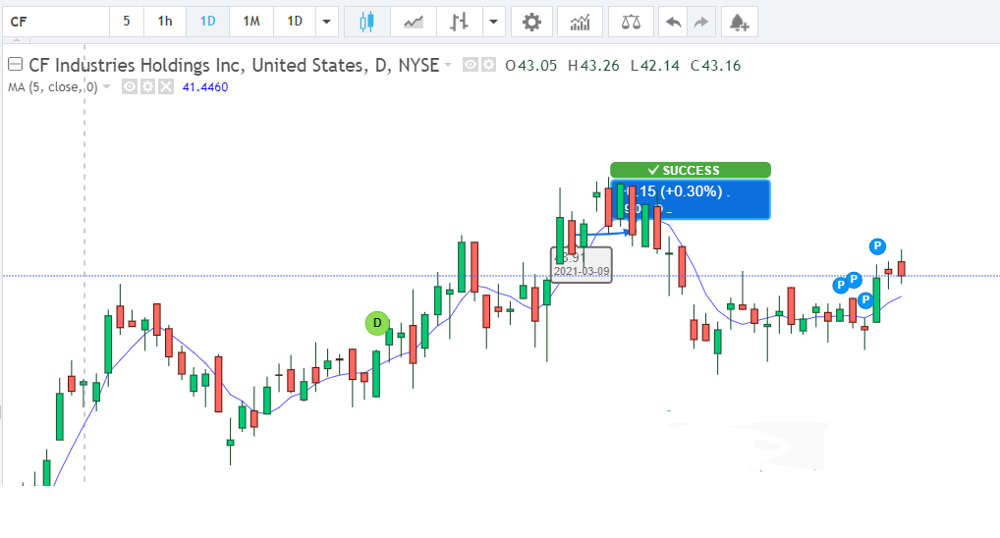 CF 5 1h 1D 1M 1D
CF Industries Holdings Inc, United States, D, NYSE O43.05 H43.26 L42.14 C43.16
MA (5, close, 0) 41.4460
SUCCESS
.15 (+0.30%)
2021-03-09
D
P
P
P
P